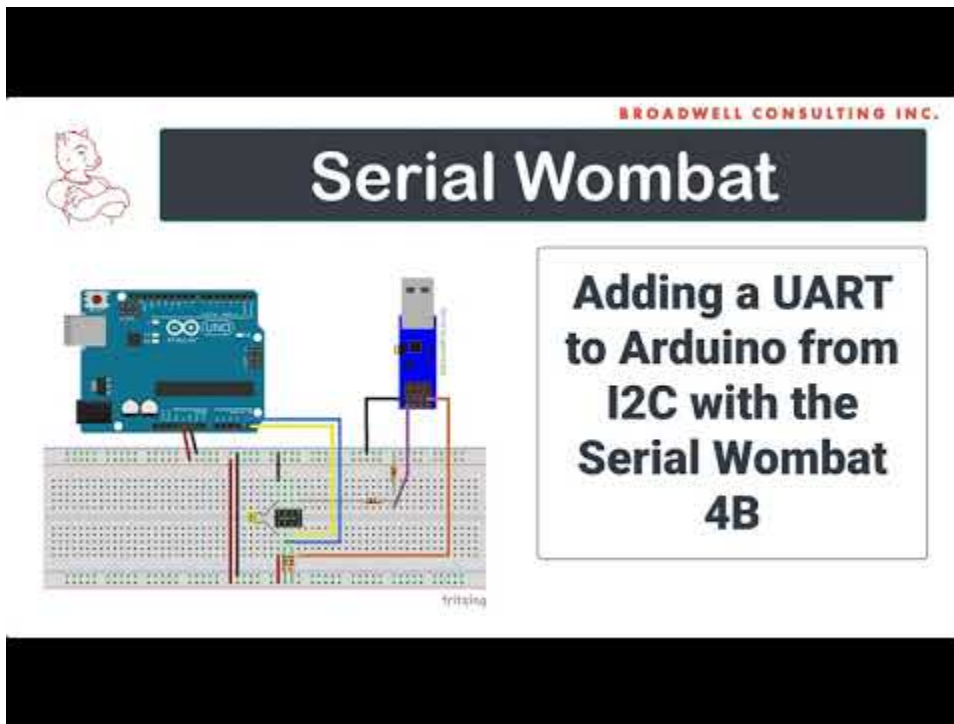 BROADWELL CONSULTING INC.
Serial Wombat
Adding a UART
to Arduino from
I2C with the
Serial Wombat
4B
UNO
fritzing